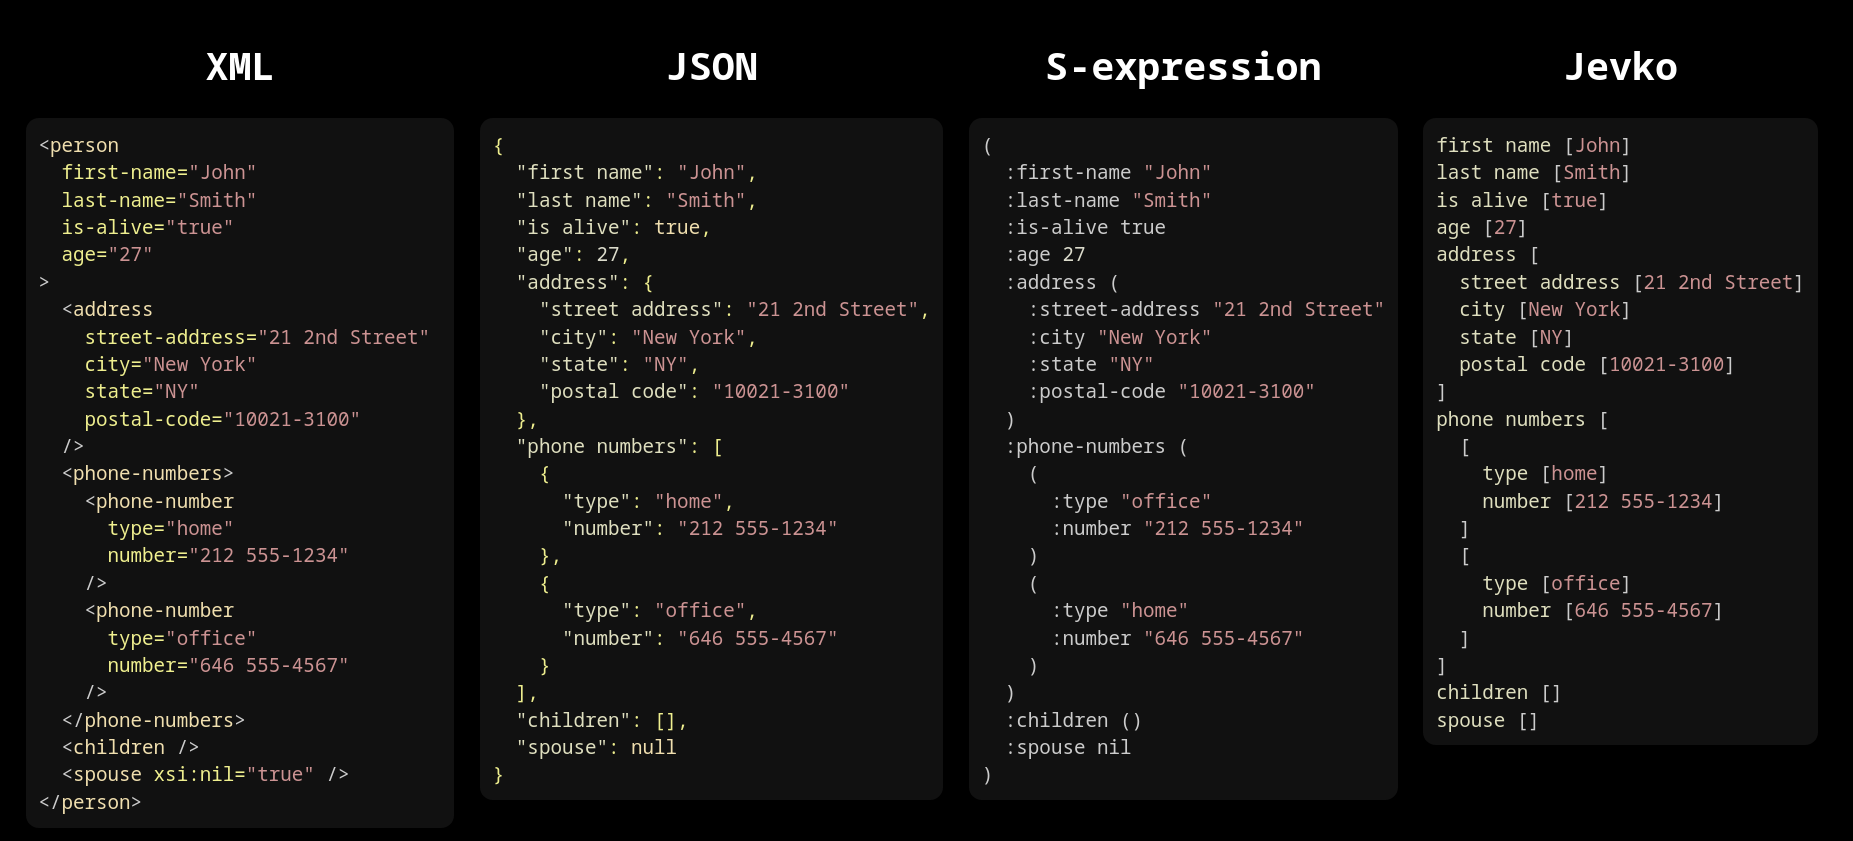 XML
<person
  first-name="John"
  last-name="Smith"
  is-alive="true"
  age="27"
>
  <address
    street-address="21 2nd Street"
    city="New York"
    state="NY"
    postal-code="10021-3100"
  />
  <phone-numbers>
    <phone-number
      type="home"
      number="212 555-1234"
    />
    <phone-number
      type="office"
      number="646 555-4567"
    />
  </phone-numbers>
  <children />
  <spouse xsi:nil="true" />
</person>
JSON
{
  "first name": "John",
  "last name": "Smith",
  "is alive": true,
  "age": 27,
  "address": {
    "street address": "21 2nd Street",
    "city": "New York",
    "state": "NY",
    "postal code": "10021-3100"
  },
  "phone numbers": [
    {
      "type": "home",
      "number": "212 555-1234"
    },
    {
      "type": "office",
      "number": "646 555-4567"
    }
  ],
  "children": [],
  "spouse": null
}
S-expression
(
  :first-name "John"
  :last-name "Smith"
  :is-alive true
  :age 27
  :address (
    :street-address "21 2nd Street"
    :city "New York"
    :state "NY"
    :postal-code "10021-3100"
  )
  :phone-numbers (
    (
      :type "office"
      :number "212 555-1234"
    )
    (
      :type "home"
      :number "646 555-4567"
    )
  )
  :children ()
  :spouse nil
)
Jevko
first name [John]
last name [Smith]
is alive [true]
age [27]
address [
  street address [21 2nd Street]
  city [New York]
  state [NY]
  postal code [10021-3100]
]
phone numbers [
  [
    type [home]
    number [212 555-1234]
  ]
  [
    type [office]
    number [646 555-4567]
  ]
]
children []
spouse []